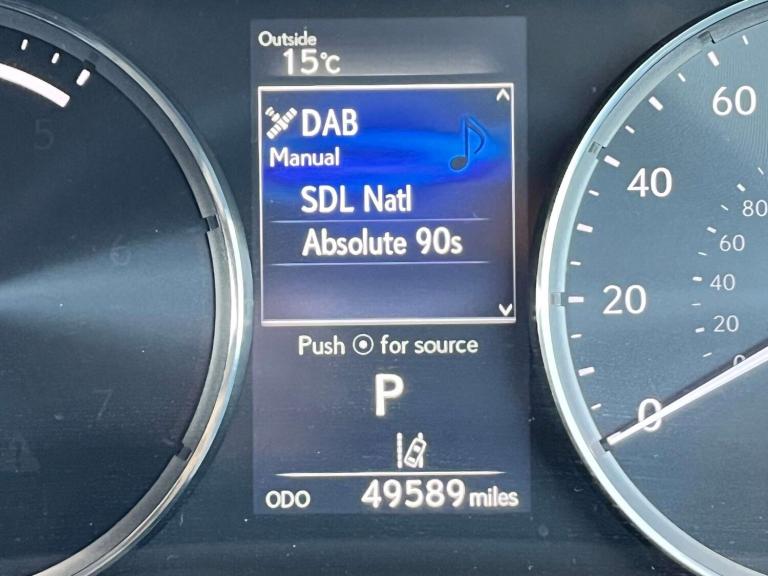 Outside
15°C
DAB
Manual
SDL Natl
Absolute 90s
Push ⦿ for source
P
ODO 49589 miles
5
6
7
60
40
20
0
80
60
40
20
0